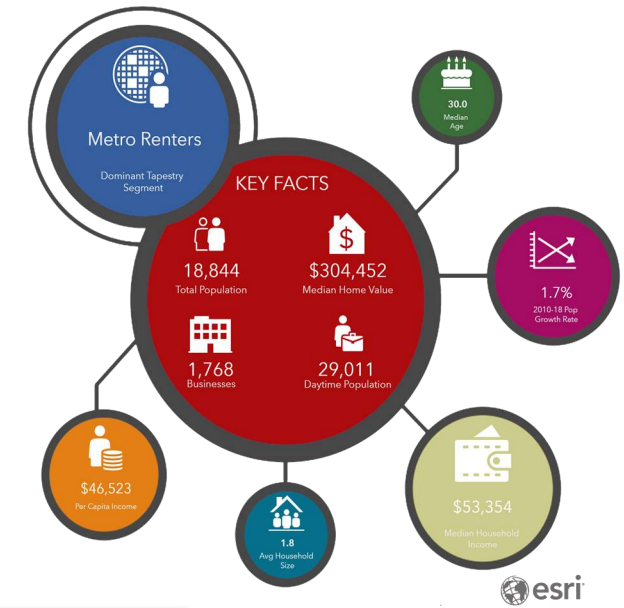 Metro Renters
Dominant Tapestry
Segment
KEY FACTS
18,844
Total Population
$
$304,452
Median Home Value
1,768
Businesses
29,011
Daytime Population
30.0
Median
Age
1.7%
2010-18 Pop
Growth Rate
$46,523
Per Capita Income
1.8
Avg Household
Size
$53,354
Median Household
Income
esri